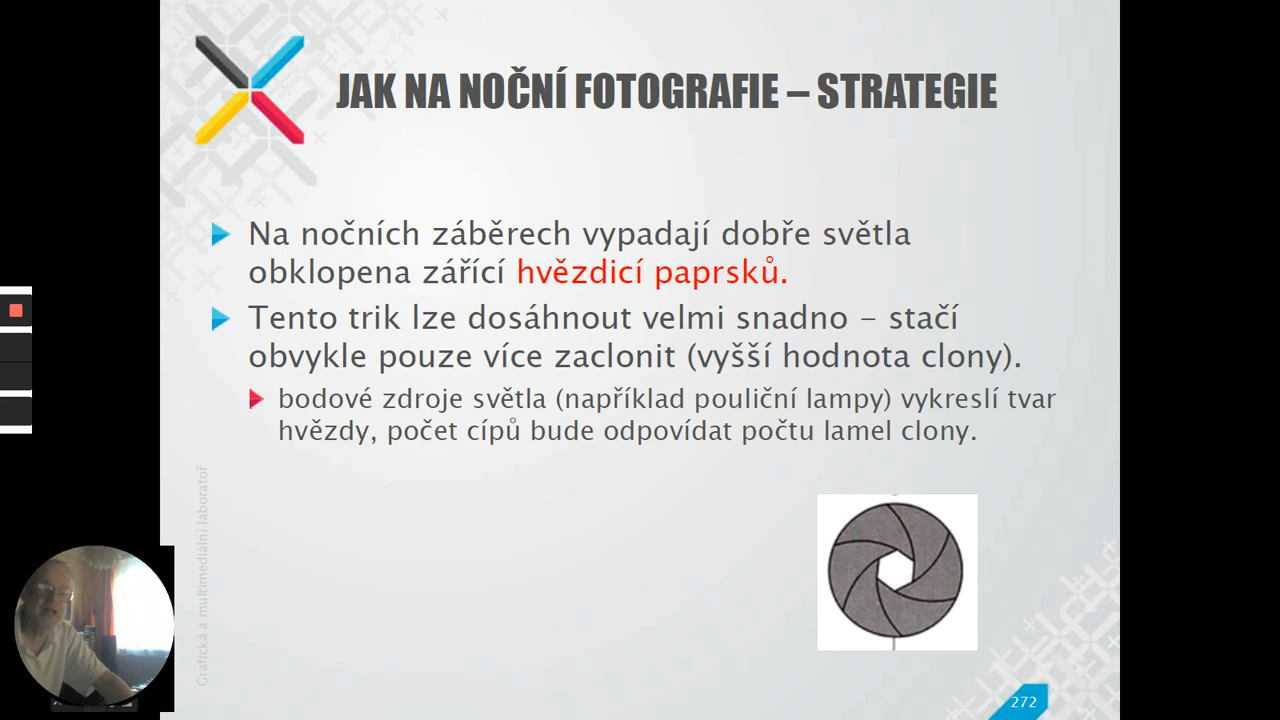 JAK NA NOČNÍ FOTOGRAFIE – STRATEGIE
Na nočních záběrech vypadají dobře světla
obklopena zářící hvězdicí paprsků.
Tento trik lze dosáhnout velmi snadno – stačí
obvykle pouze více zaclonit (vyšší hodnota clony).
bodové zdroje světla (například pouliční lampy) vykreslí tvar
hvězdy, počet cípů bude odpovídat počtu lamel clony.
Grafická a multimediální laboratoř
272